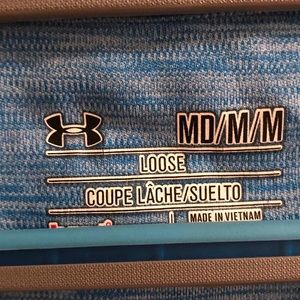 MD/M/M
LOOSE
COUPE LÂCHE/SUELTO
MADE IN VIETNAM